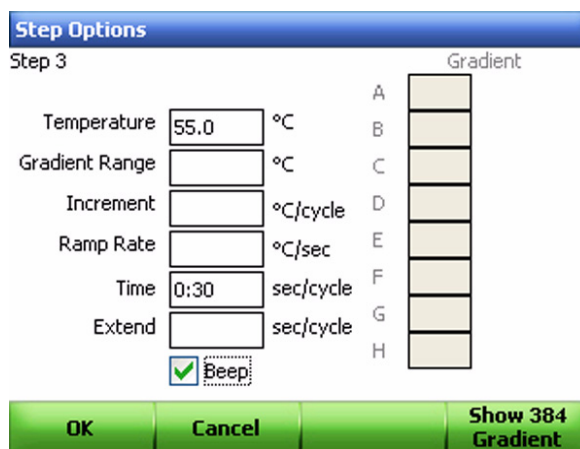 Step Options
Step 3
Gradient
A
Temperature 55.0 °C
B
Gradient Range °C
C
Increment °C/cycle
D
Ramp Rate °C/sec
E
Time 0:30 sec/cycle
F
Extend sec/cycle
G
H
Beep
OK Cancel Show 384 Gradient